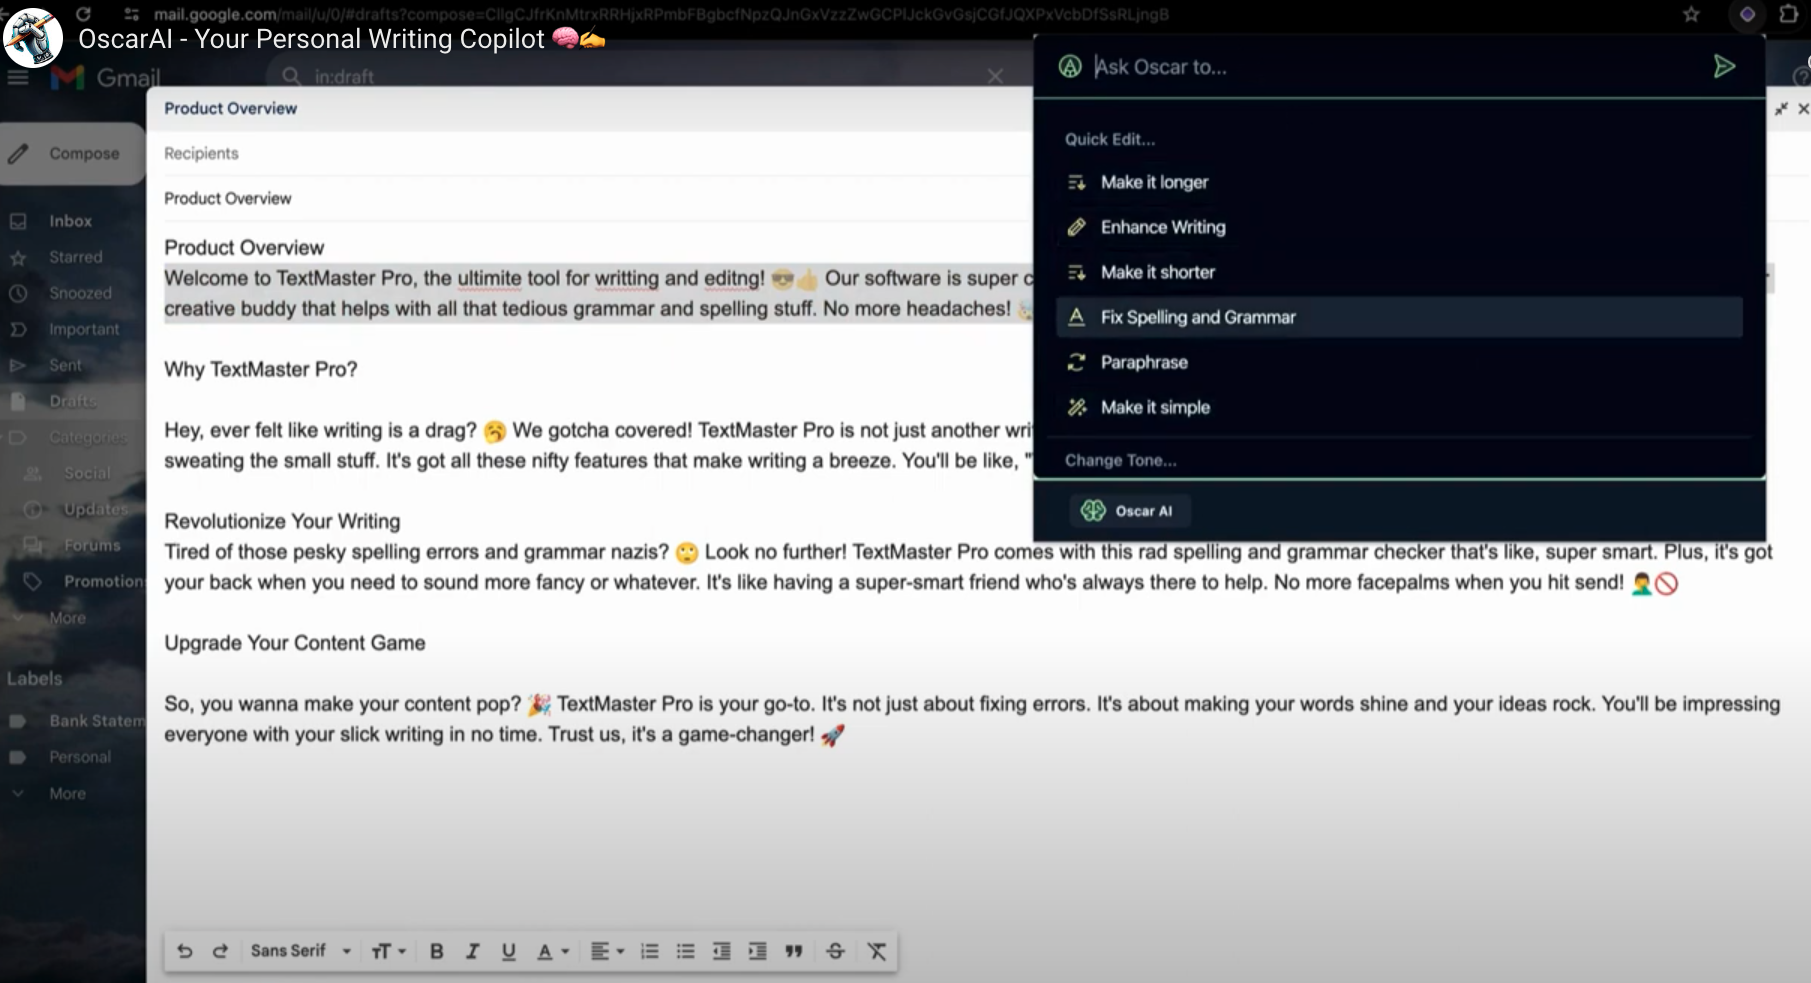 mail.google.com/mail/u/0/#drafts?compose=
OscarAI - Your Personal Writing Copilot 🧠✍️
Gmail
in:draft
Compose
Inbox
Starred
Snoozed
Important
Sent
Drafts
Categories
Social
Updates
Forums
Promotion
More
Labels
Bank Statem
Personal
More
Product Overview
Recipients
Product Overview
Product Overview
Welcome to TextMaster Pro, the ultimite tool for writting and editng! 😎👍 Our software is super c
creative buddy that helps with all that tedious grammar and spelling stuff. No more headaches!
Why TextMaster Pro?
Hey, ever felt like writing is a drag? 🥱 We gotcha covered! TextMaster Pro is not just another wri
sweating the small stuff. It's got all these nifty features that make writing a breeze. You'll be like, "
Revolutionize Your Writing
Tired of those pesky spelling errors and grammar nazis? 🙄 Look no further! TextMaster Pro comes with this rad spelling and grammar checker that's like, super smart. Plus, it's got
your back when you need to sound more fancy or whatever. It's like having a super-smart friend who's always there to help. No more facepalms when you hit send! 🤦‍♂️🚫
Upgrade Your Content Game
So, you wanna make your content pop? 🎉 TextMaster Pro is your go-to. It's not just about fixing errors. It's about making your words shine and your ideas rock. You'll be impressing
everyone with your slick writing in no time. Trust us, it's a game-changer! 🚀
Sans Serif
Ask Oscar to...
Quick Edit...
Make it longer
Enhance Writing
Make it shorter
Fix Spelling and Grammar
Paraphrase
Make it simple
Change Tone...
Oscar AI